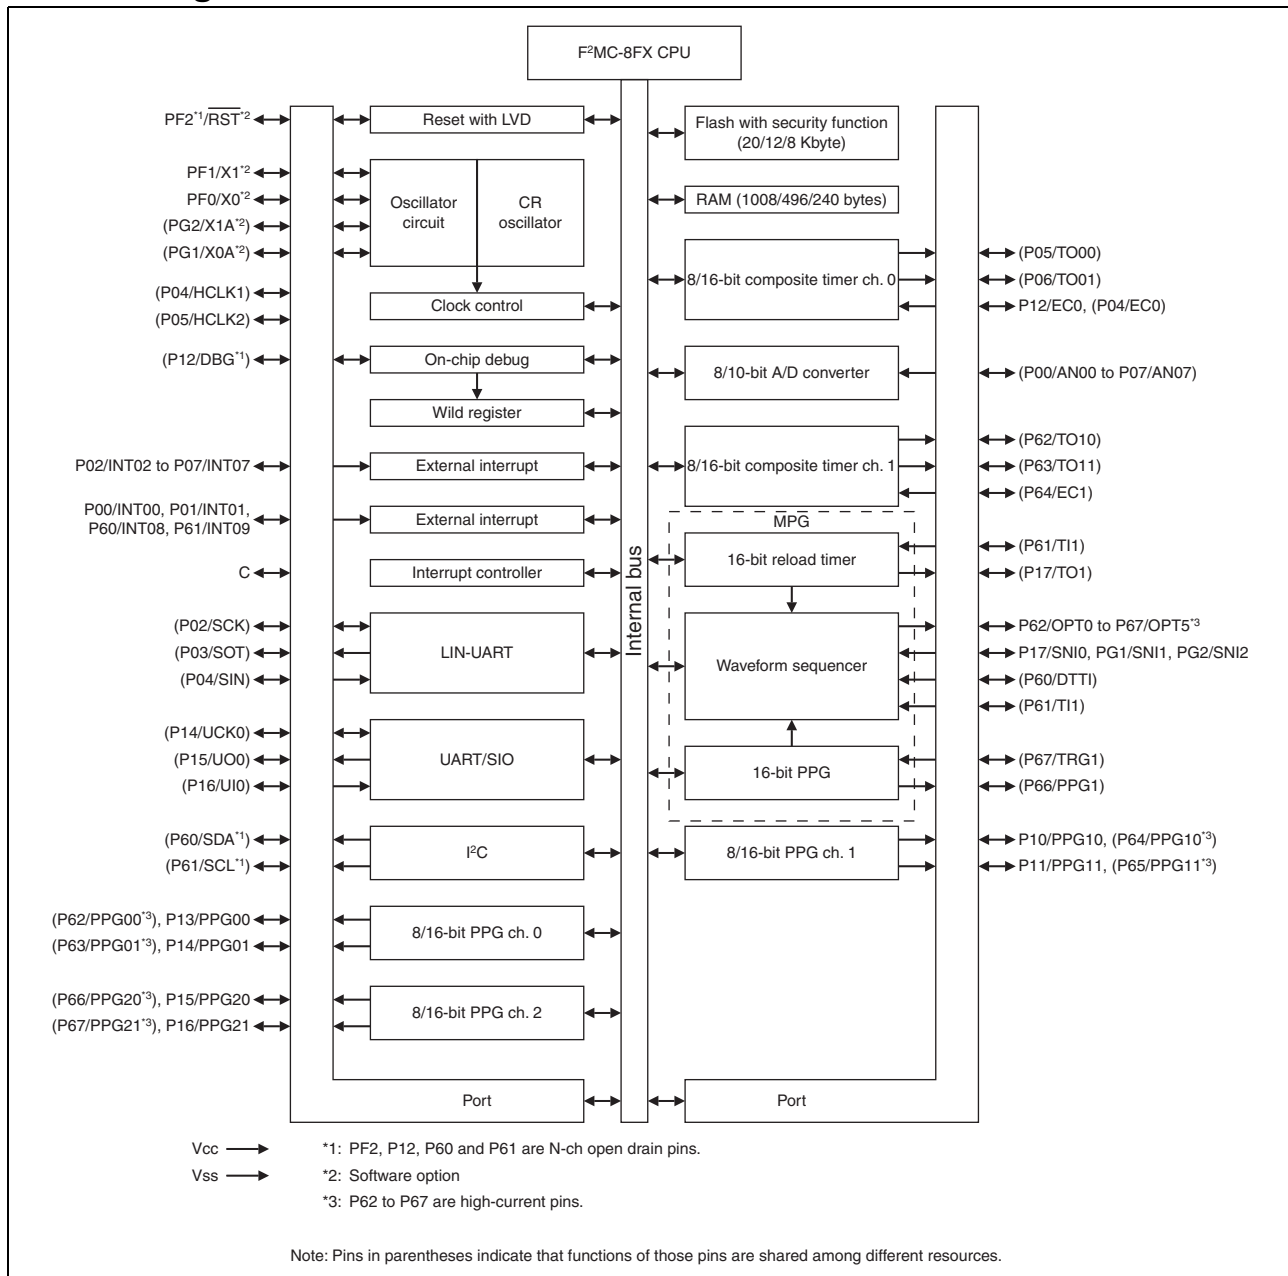 F²MC-8FX CPU
PF2*1/RST*2
PF1/X1*2
PF0/X0*2
(PG2/X1A*2)
(PG1/X0A*2)
(P04/HCLK1)
(P05/HCLK2)
(P12/DBG*1)
P02/INT02 to P07/INT07
P00/INT00, P01/INT01,
P60/INT08, P61/INT09
C
(P02/SCK)
(P03/SOT)
(P04/SIN)
(P14/UCK0)
(P15/UO0)
(P16/UI0)
(P60/SDA*1)
(P61/SCL*1)
(P62/PPG00*3), P13/PPG00
(P63/PPG01*3), P14/PPG01
(P66/PPG20*3), P15/PPG20
(P67/PPG21*3), P16/PPG21
Reset with LVD
Oscillator
circuit
CR
oscillator
Clock control
On-chip debug
Wild register
External interrupt
External interrupt
Interrupt controller
LIN-UART
UART/SIO
I²C
8/16-bit PPG ch. 0
8/16-bit PPG ch. 2
Port
Internal bus
Flash with security function
(20/12/8 Kbyte)
RAM (1008/496/240 bytes)
8/16-bit composite timer ch. 0
8/10-bit A/D converter
8/16-bit composite timer ch. 1
MPG
16-bit reload timer
Waveform sequencer
16-bit PPG
8/16-bit PPG ch. 1
Port
(P05/TO00)
(P06/TO01)
P12/EC0, (P04/EC0)
(P00/AN00 to P07/AN07)
(P62/TO10)
(P63/TO11)
(P64/EC1)
(P61/TI1)
(P17/TO1)
P62/OPT0 to P67/OPT5*3
P17/SNI0, PG1/SNI1, PG2/SNI2
(P60/DTTI)
(P61/TI1)
(P67/TRG1)
(P66/PPG1)
P10/PPG10, (P64/PPG10*3)
P11/PPG11, (P65/PPG11*3)
Vcc
Vss
*1: PF2, P12, P60 and P61 are N-ch open drain pins.
*2: Software option
*3: P62 to P67 are high-current pins.
Note: Pins in parentheses indicate that functions of those pins are shared among different resources.